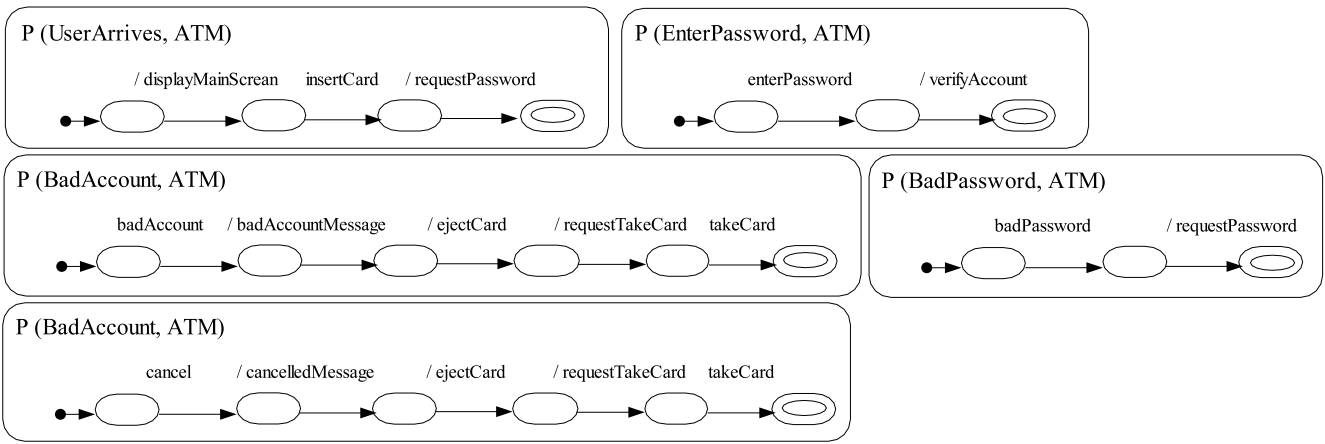 P (UserArrives, ATM)
/ displayMainScrean insertCard / requestPassword
P (EnterPassword, ATM)
enterPassword / verifyAccount
P (BadAccount, ATM)
badAccount / badAccountMessage / ejectCard / requestTakeCard takeCard
P (BadPassword, ATM)
badPassword / requestPassword
P (BadAccount, ATM)
cancel / cancelledMessage / ejectCard / requestTakeCard takeCard